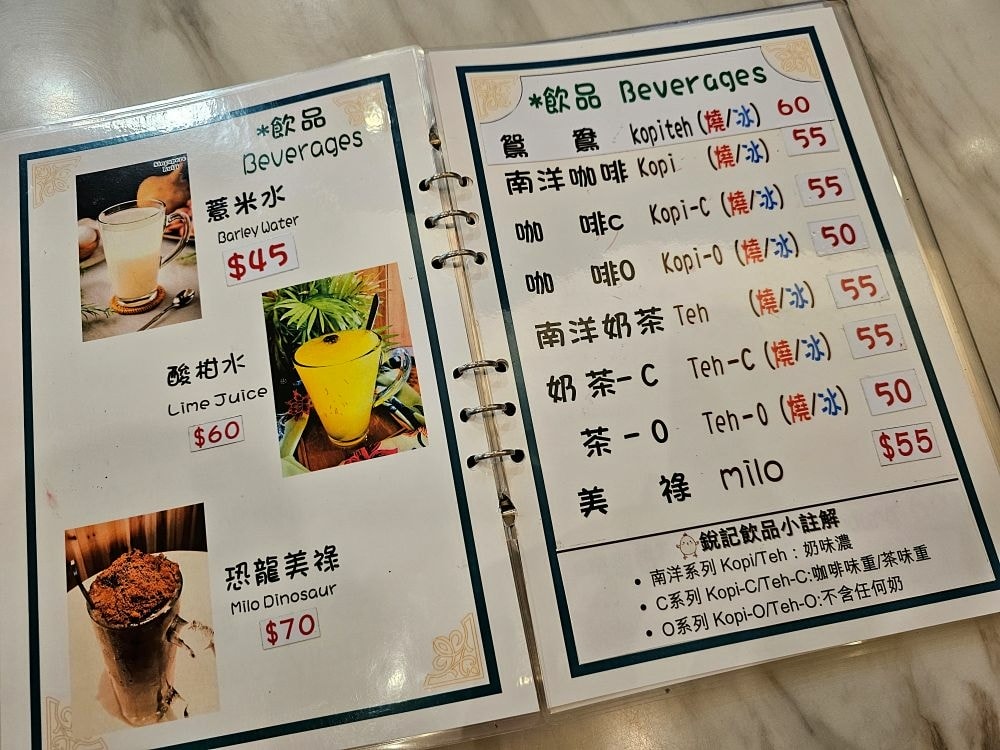 *飲品
Beverages
Singapore
Ruiji
薏米水
Barley Water
$45
酸柑水
Lime Juice
$60
恐龍美祿
Milo Dinosaur
$70
*飲品 Beverages
鴛鴦 kopiteh (燒/冰) 60
南洋咖啡 Kopi (燒/冰) 55
咖啡C Kopi-C (燒/冰) 55
咖啡O Kopi-O (燒/冰) 50
南洋奶茶 Teh (燒/冰) 55
奶茶-C Teh-C (燒/冰) 55
茶-O Teh-O (燒/冰) 50
美祿 milo $55
銳記飲品小註解
• 南洋系列 Kopi/Teh : 奶味濃
• C系列 Kopi-C/Teh-C:咖啡味重/茶味重
• O系列 Kopi-O/Teh-O:不含任何奶